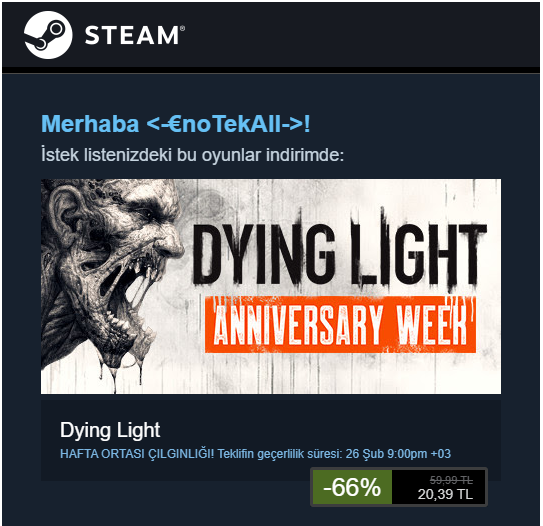 STEAM®
Merhaba <-€noTekAll->!
İstek listenizdeki bu oyunlar indirimde:
DYING LIGHT
ANNIVERSARY WEEK
Dying Light
HAFTA ORTASI ÇILGINLIĞI! Teklifin geçerlilik süresi: 26 Şub 9:00pm +03
-66%
59,99 TL
20,39 TL